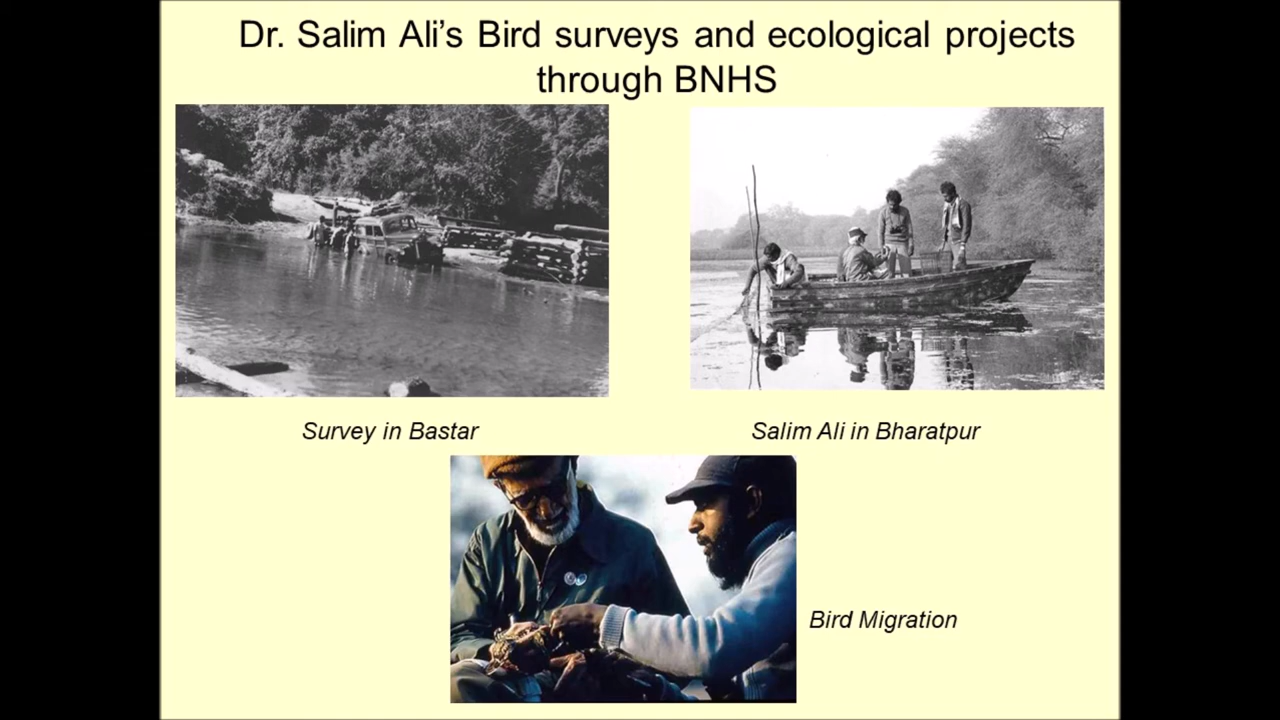 Dr. Salim Ali’s Bird surveys and ecological projects
through BNHS
Survey in Bastar
Salim Ali in Bharatpur
Bird Migration